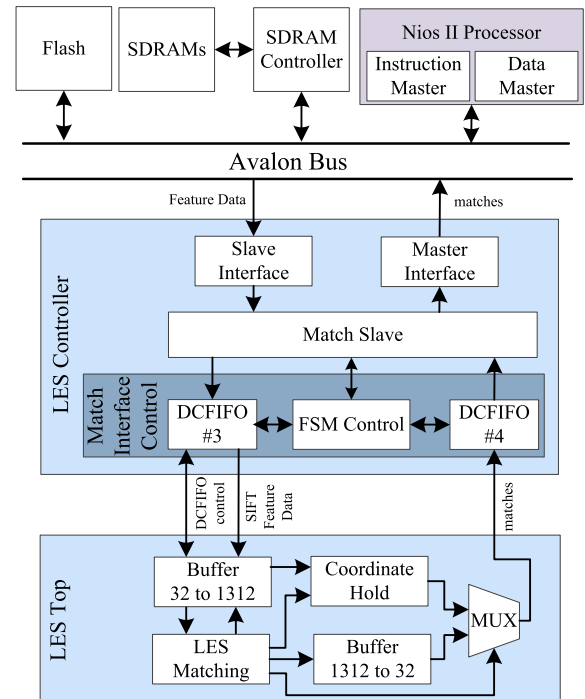 Flash
SDRAMs
SDRAM
Controller
Nios II Processor
Instruction
Master
Data
Master
Avalon Bus
Feature Data
matches
LES Controller
Slave
Interface
Master
Interface
Match Slave
Match
Interface
Control
DCFIFO
#3
FSM Control
DCFIFO
#4
DCFIFO
control
SIFT
Feature
Data
matches
LES Top
Buffer
32 to 1312
Coordinate
Hold
MUX
LES
Matching
Buffer
1312 to 32